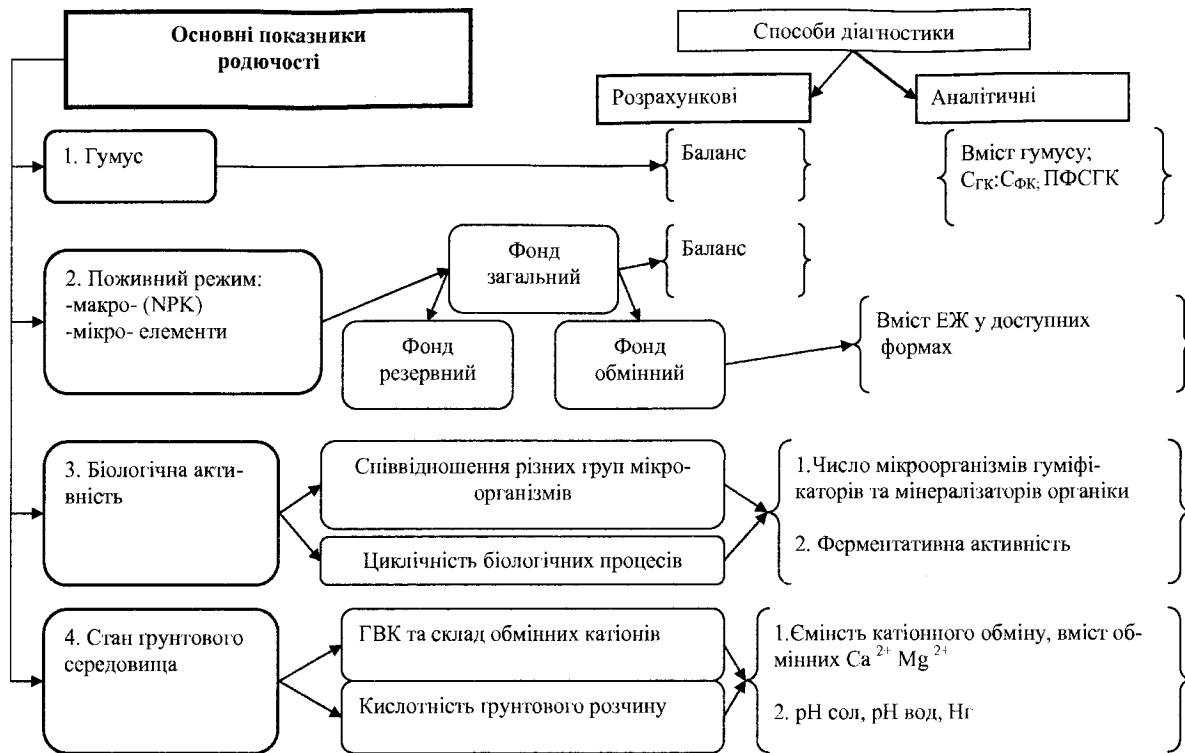 Основні показники
родючості
Способи діагностики
Розрахункові
Аналітичні
1. Гумус
Баланс
Вміст гумусу;
СГК:СФК; ПФСГК
2. Поживний режим:
-макро- (NPK)
-мікро- елементи
Фонд
загальний
Баланс
Фонд
резервний
Фонд
обмінний
Вміст ЕЖ у доступних
формах
3. Біологічна акти-
вність
Співвідношення різних груп мікро-
організмів
Циклічність біологічних процесів
1.Число мікроорганізмів гуміфі-
каторів та мінералізаторів органіки
2. Ферментативна активність
4. Стан ґрунтового
середовища
ГВК та склад обмінних катіонів
Кислотність ґрунтового розчину
1.Ємінсть катіонного обміну, вміст об-
мінних Ca 2+ Mg 2+
2. рН сол, рН вод, Нг